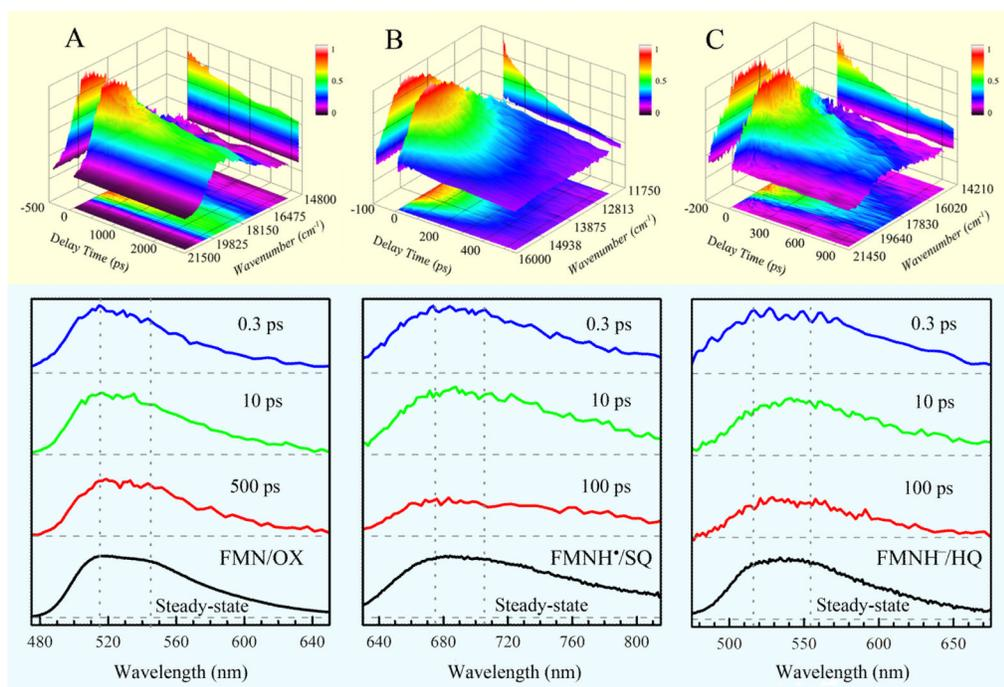 A
B
C
1
0.5
0
1
0.5
0
1
0.5
0
-500
0
1000
2000
Delay Time (ps)
14800
16475
18150
19825
21500
Wavenumber (cm⁻¹)
-100
0
200
400
Delay Time (ps)
11750
12813
13875
14938
16000
Wavenumber (cm⁻¹)
-200
0
300
600
900
Delay Time (ps)
14210
16020
17830
19640
21450
Wavenumber (cm⁻¹)
0.3 ps
10 ps
500 ps
FMN/OX
Steady-state
480 520 560 600 640
Wavelength (nm)
0.3 ps
10 ps
100 ps
FMNH•/SQ
Steady-state
640 680 720 760 800
Wavelength (nm)
0.3 ps
10 ps
100 ps
FMNH⁻/HQ
Steady-state
500 550 600 650
Wavelength (nm)